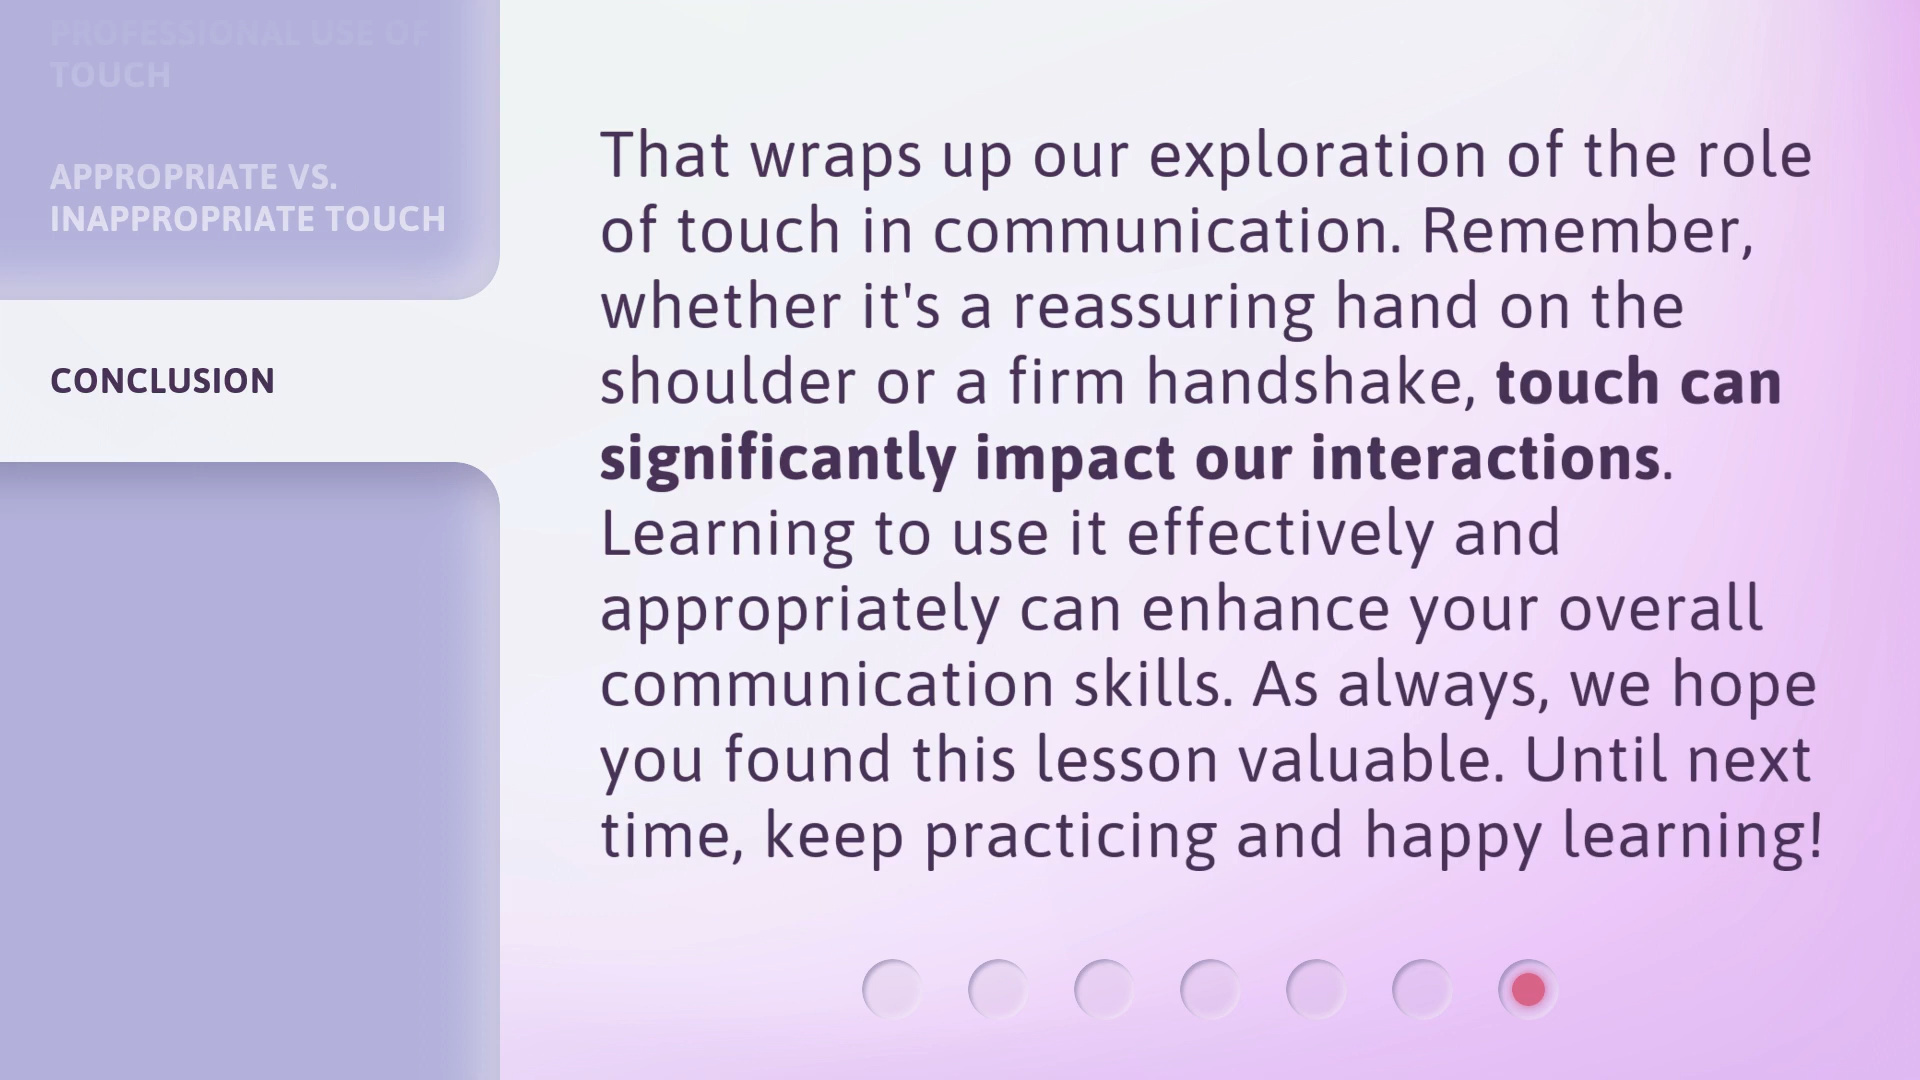 PROFESSIONAL USE OF
TOUCH
APPROPRIATE VS.
INAPPROPRIATE TOUCH
CONCLUSION
That wraps up our exploration of the role
of touch in communication. Remember,
whether it's a reassuring hand on the
shoulder or a firm handshake, touch can
significantly impact our interactions.
Learning to use it effectively and
appropriately can enhance your overall
communication skills. As always, we hope
you found this lesson valuable. Until next
time, keep practicing and happy learning!